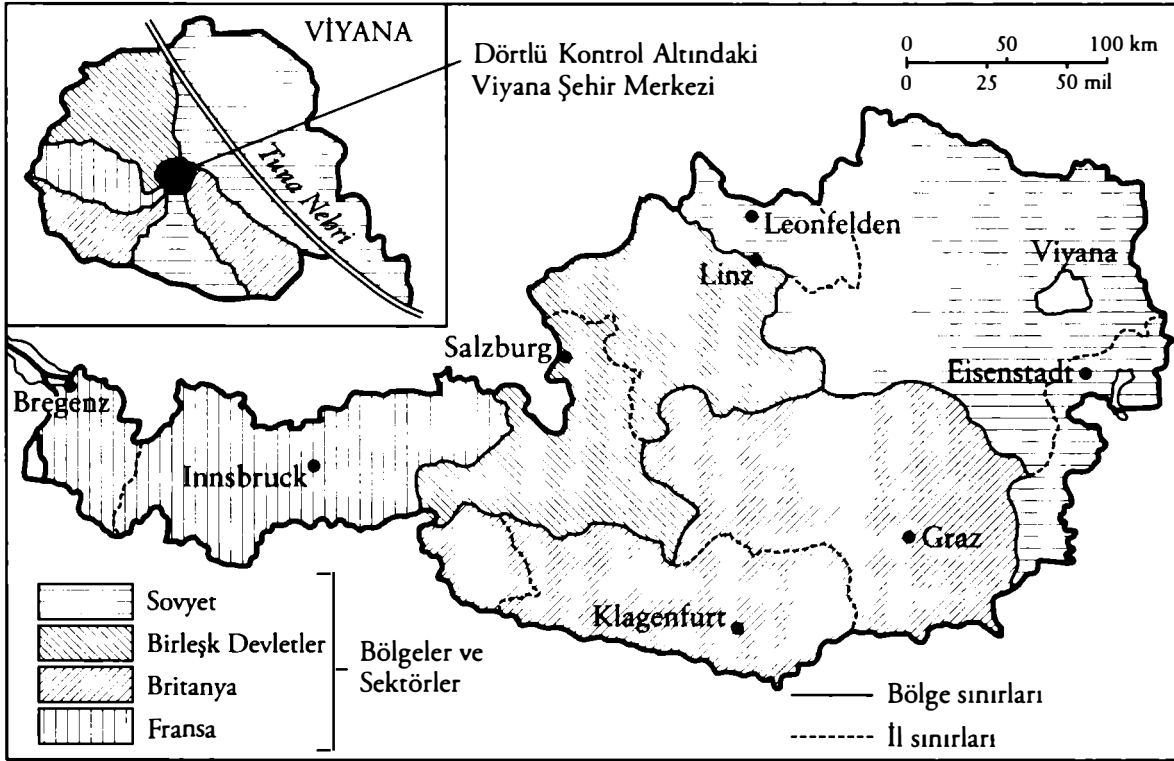 VİYANA
Dörtlü Kontrol Altındaki
Viyana Şehir Merkezi
Tuna Nehri
0 50 100 km
0 25 50 mil
Leonfelden
Linz
Viyana
Salzburg
Eisenstadt
Bregenz
Innsbruck
Graz
Klagenfurt
Sovyet
Birleşk Devletler
Britanya
Fransa
Bölgeler ve
Sektörler
Bölge sınırları
İl sınırları